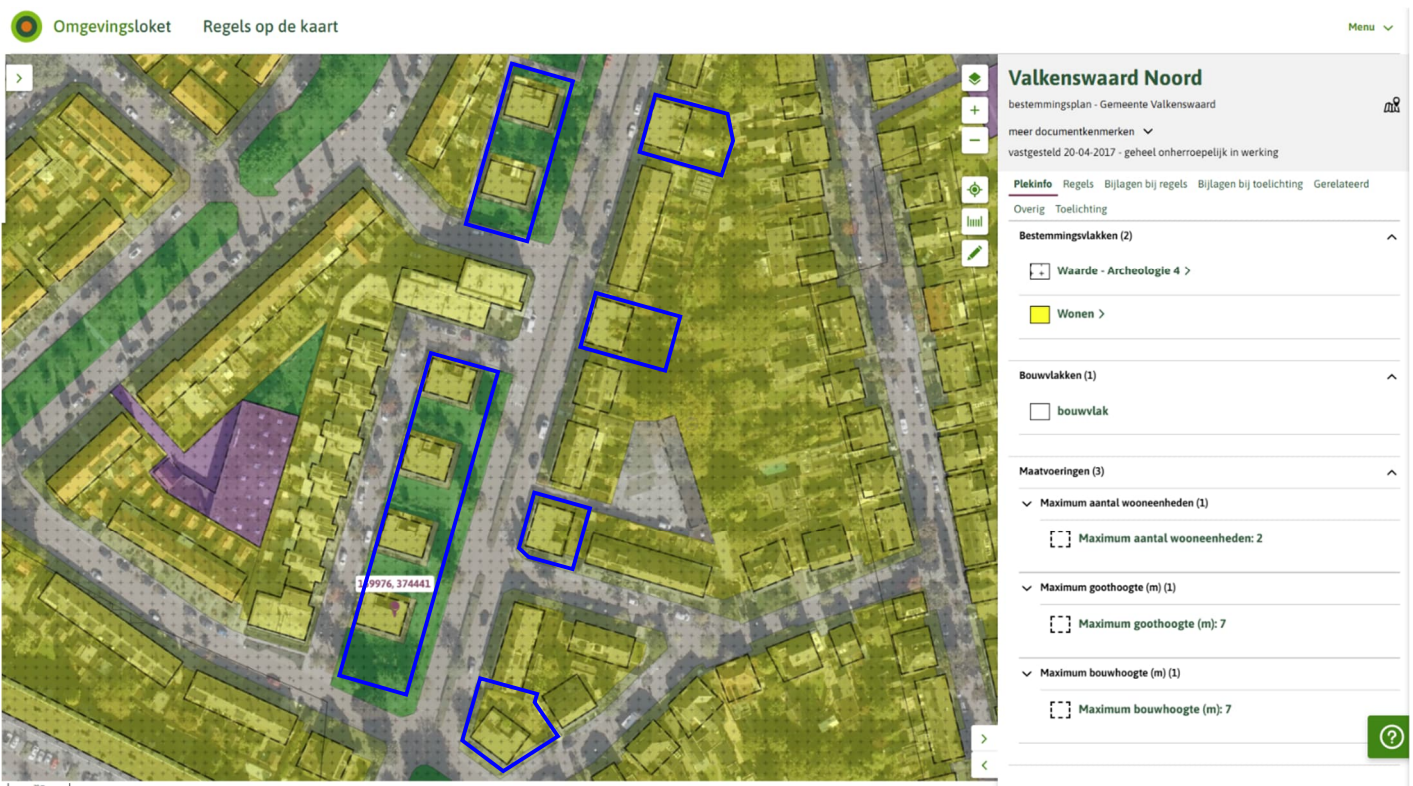 Omgevingsloket
Regels op de kaart
Menu
Valkenswaard Noord
bestemmingsplan - Gemeente Valkenswaard
meer documentkenmerken
vastgesteld 20-04-2017 - geheel onherroepelijk in werking
Plekinfo Regels Bijlagen bij regels Bijlagen bij toelichting Gerelateerd
Overig Toelichting
Bestemmingsvlakken (2)
Waarde - Archeologie 4 >
Wonen >
Bouwvlakken (1)
bouwvlak
Maatvoeringen (3)
Maximum aantal wooneenheden (1)
Maximum aantal wooneenheden: 2
Maximum goothoogte (m) (1)
Maximum goothoogte (m): 7
Maximum bouwhoogte (m) (1)
Maximum bouwhoogte (m): 7
374441